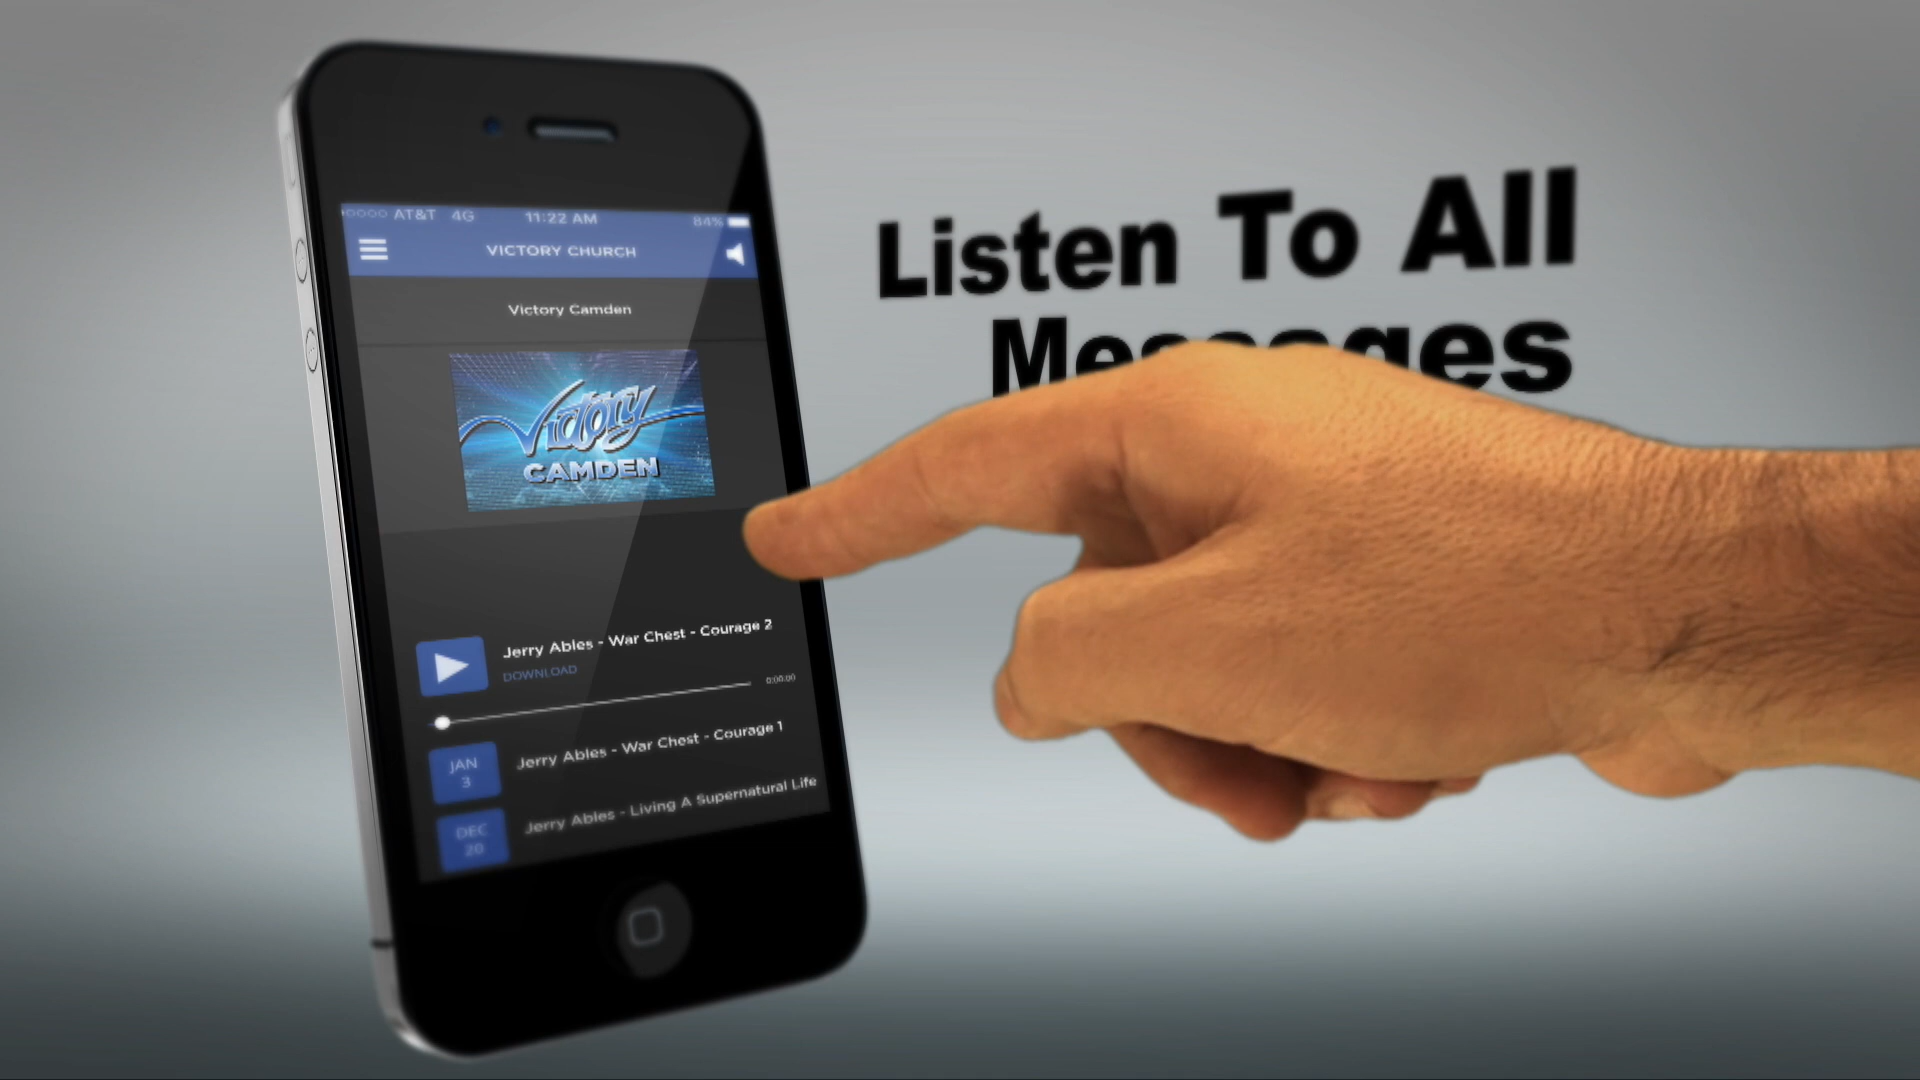 AT&T 4G 11:22 AM 84%
VICTORY CHURCH
Victory Camden
Victory
CAMDEN
Jerry Ables - War Chest - Courage 2
DOWNLOAD
0:00:00
JAN
3
Jerry Ables - War Chest - Courage 1
DEC
20
Jerry Ables - Living A Supernatural Life
Listen To All
Messages